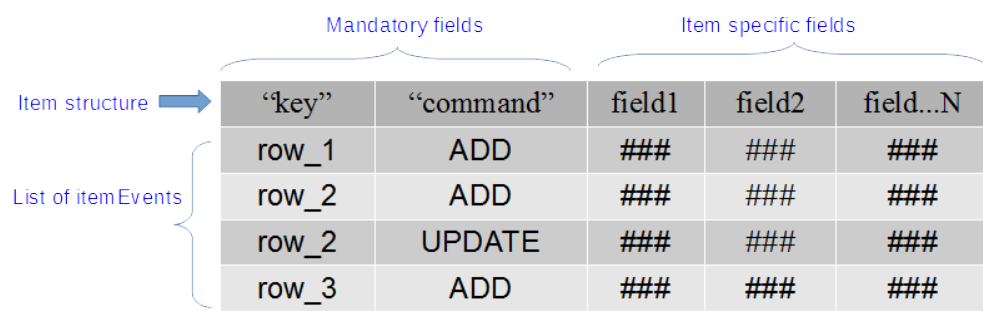 Mandatory fields Item specific fields
Item structure “key” “command” field1 field2 field...N
row_1 ADD ### ### ###
List of itemEvents row_2 ADD ### ### ###
row_2 UPDATE ### ### ###
row_3 ADD ### ### ###